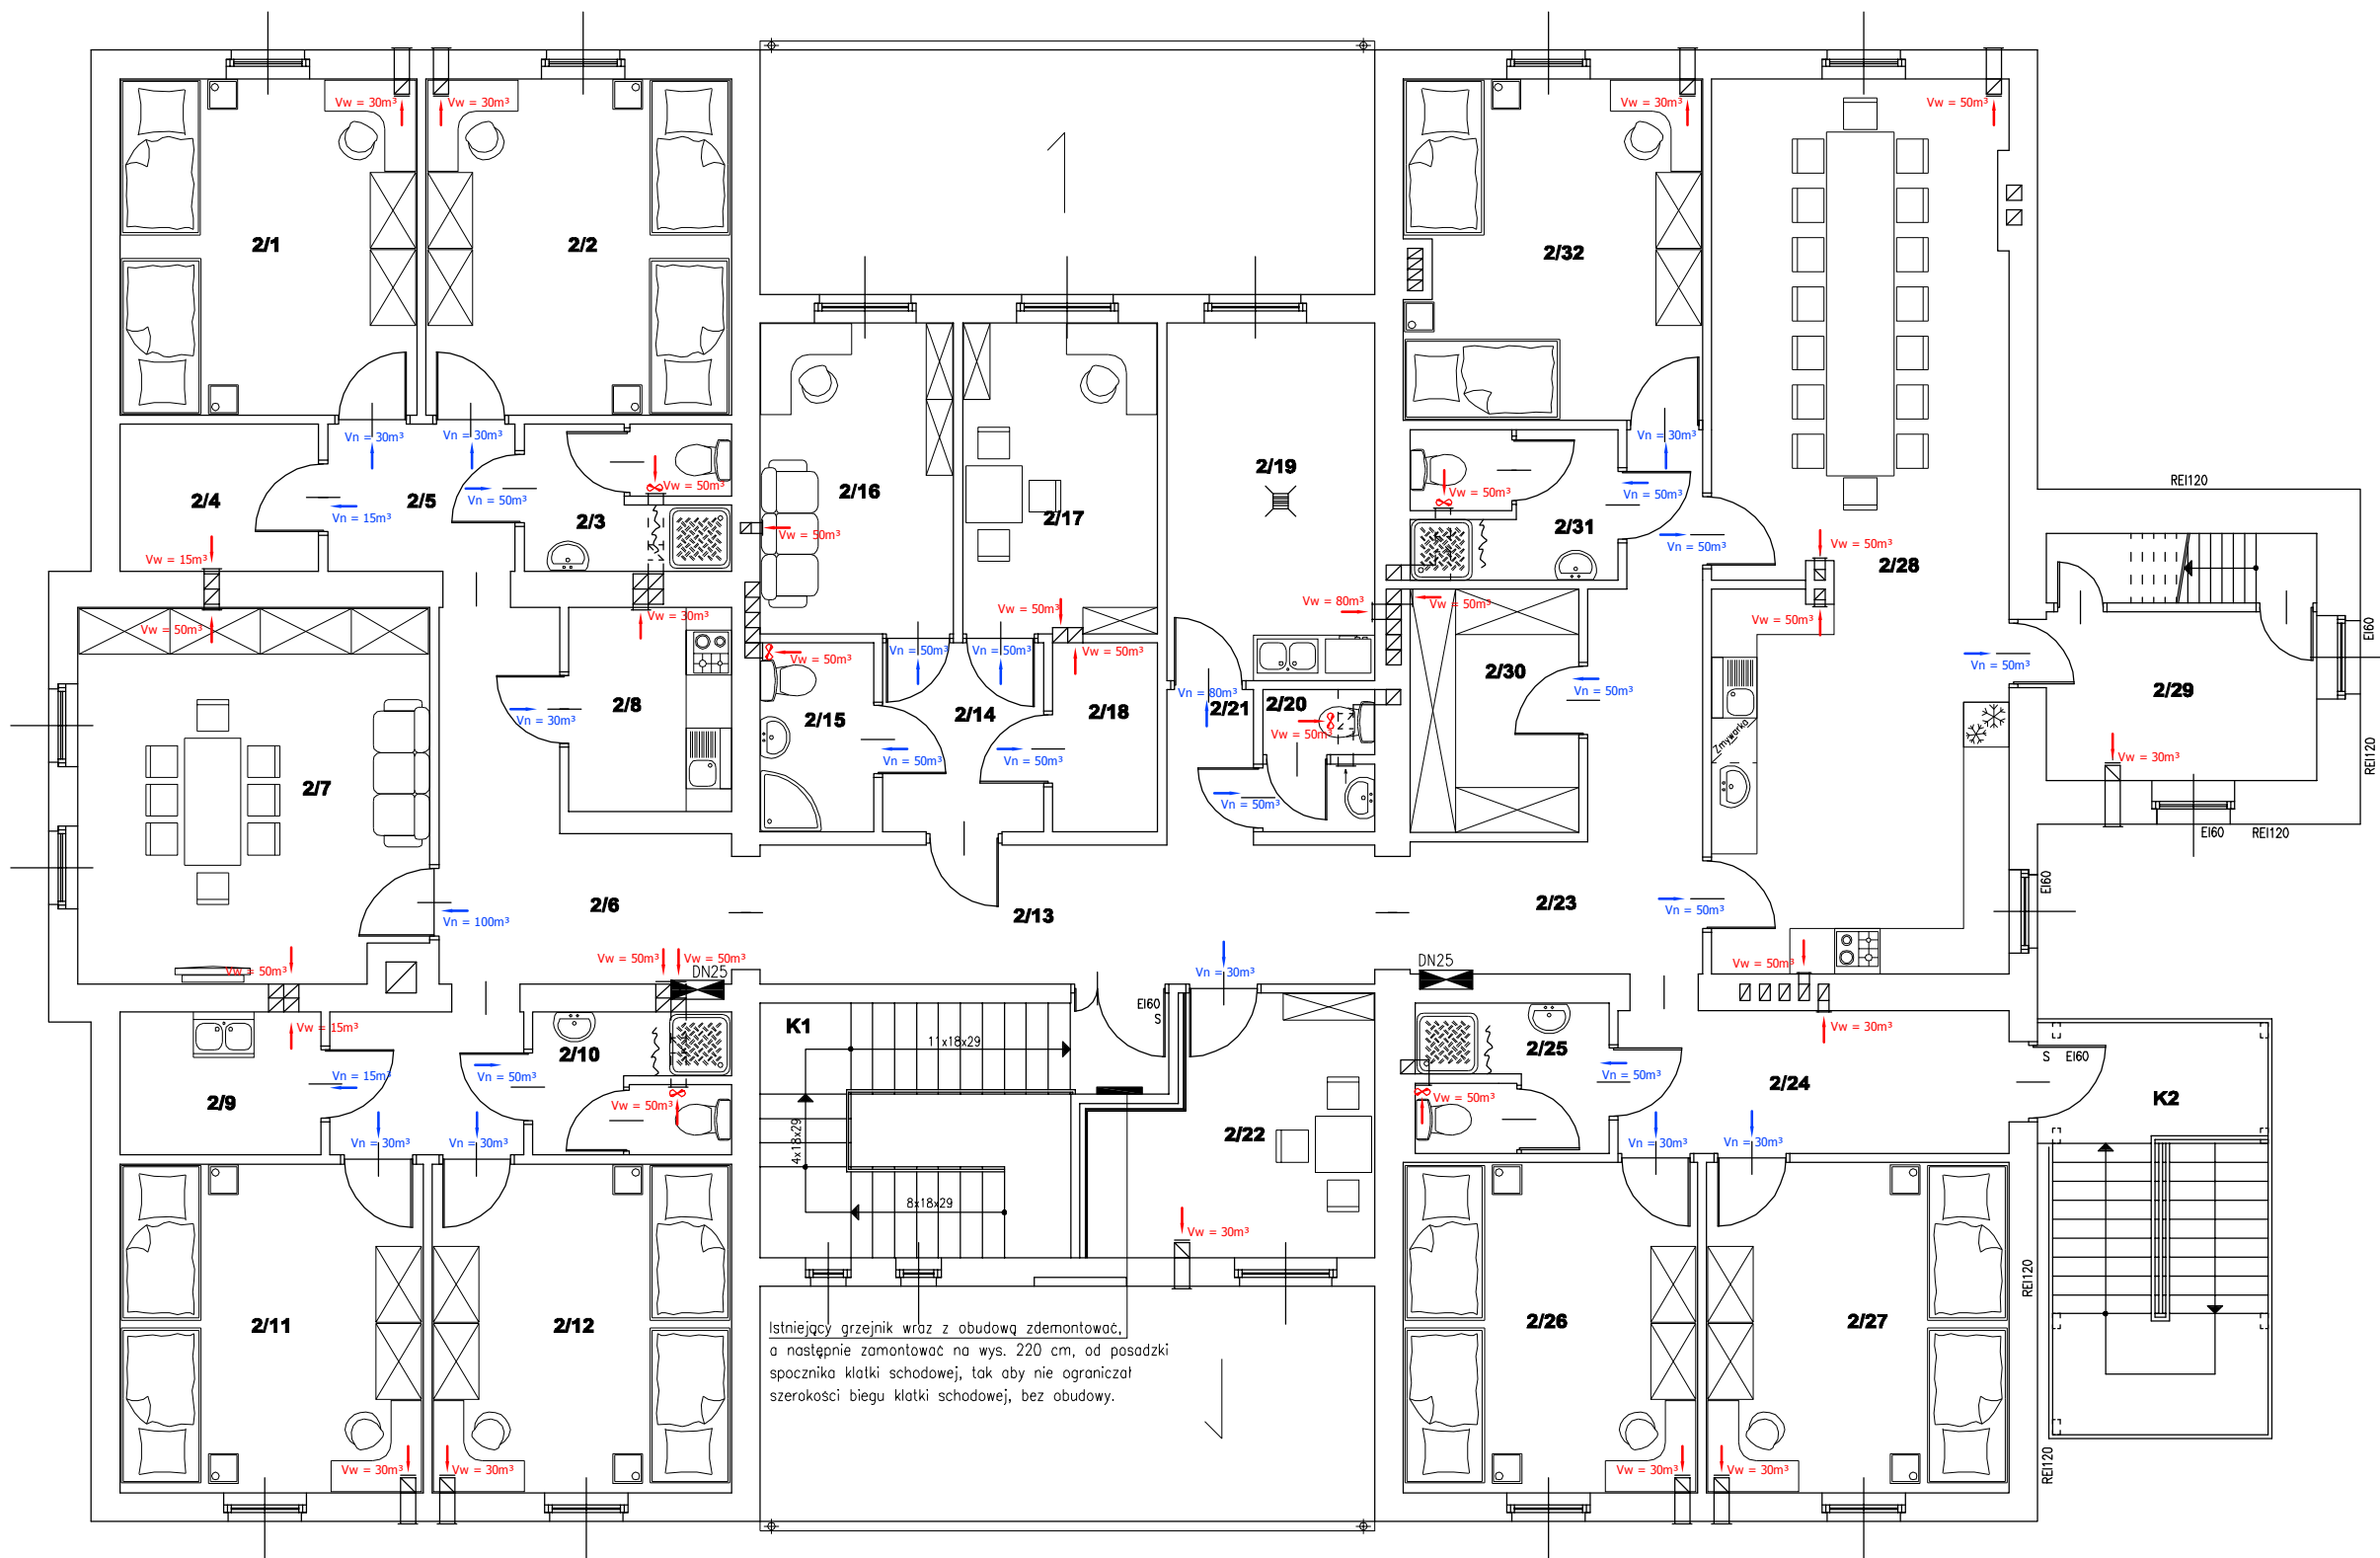 Vw = 30m³
Vw = 30m³
Vw = 30m³
Vw = 50m³
2/1
2/2
2/32
Vn = 30m³
Vn = 30m³
Vn = 30m³
2/4
2/5
Vn = 50m³
Vn = 15m³
2/3
Vw = 50m³
2/16
Vw = 50m³
2/17
2/19
Vw = 50m³
Vn = 50m³
2/31
Vn = 50m³
Vw = 50m³
2/28
REI120
Vw = 15m³
Vw = 50m³
Vw = 30m³
Vw = 50m³
Vw = 80m³
Vw = 50m³
Vw = 50m³
EI60
Vn = 50m³
Vn = 50m³
Vw = 50m³
Vw = 50m³
2/30
Vn = 50m³
Vn = 50m³
2/29
2/8
Vn = 30m³
2/15
2/14
2/18
Vn = 80m³
2/21
2/20
Vw = 50m³
Zmywarka
REI120
Vn = 50m³
Vn = 50m³
Vw = 30m³
2/7
Vn = 50m³
EI60
REI120
EI60
2/6
Vn = 100m³
2/13
2/23
Vn = 50m³
Vw = 50m³
Vw = 50m³
Vw = 50m³
DN25
Vn = 30m³
DN25
Vw = 50m³
EI60
S
K1
11x18x29
Vw = 15m³
2/10
Vn = 15m³
Vn = 50m³
2/9
Vw = 50m³
Vn = 30m³
Vn = 30m³
4x18x29
8x18x29
2/22
Vw = 30m³
2/25
Vn = 50m³
Vw = 50m³
Vw = 30m³
2/24
Vn = 30m³
Vn = 30m³
S
EI60
K2
REI120
2/11
2/12
Istniejący grzejnik wraz z obudową zdemontować,
a następnie zamontować na wys. 220 cm, od posadzki
spocznika klatki schodowej, tak aby nie ograniczał
szerokości biegu klatki schodowej, bez obudowy.
2/26
2/27
Vw = 30m³
Vw = 30m³
Vw = 30m³
Vw = 30m³
REI120